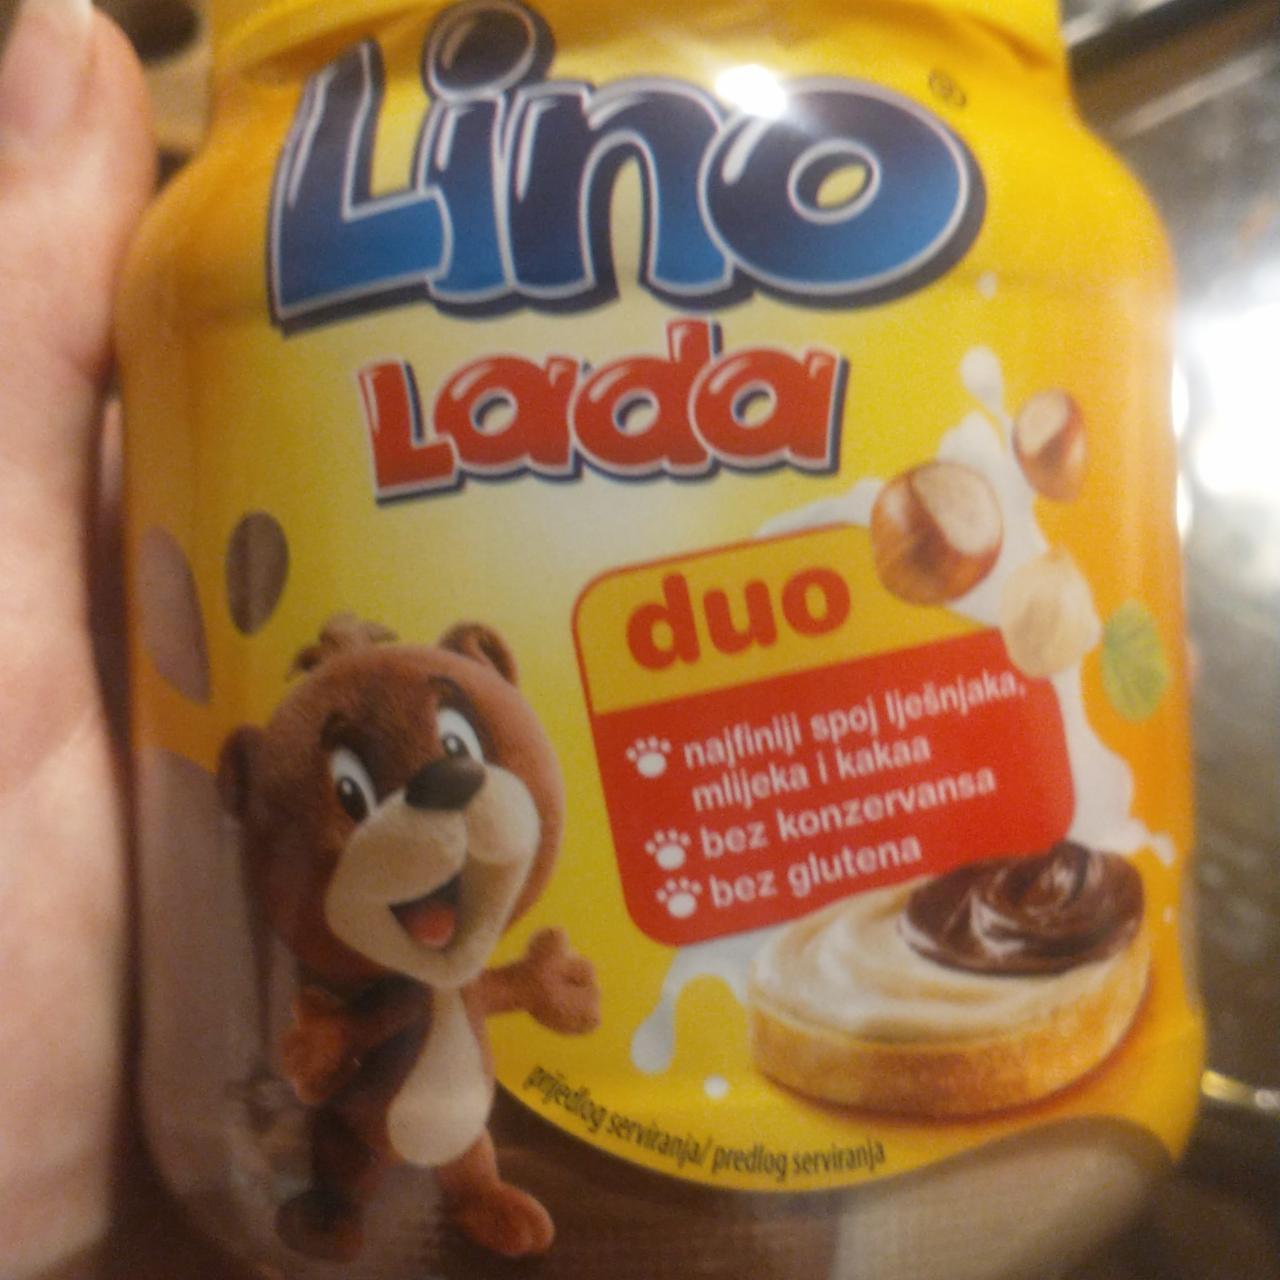 Lino
®
Lada
duo
najfiniji spoj lješnjaka,
mlijeka i kakaa
bez konzervansa
bez glutena
prijedlog serviranja/ predlog serviranja